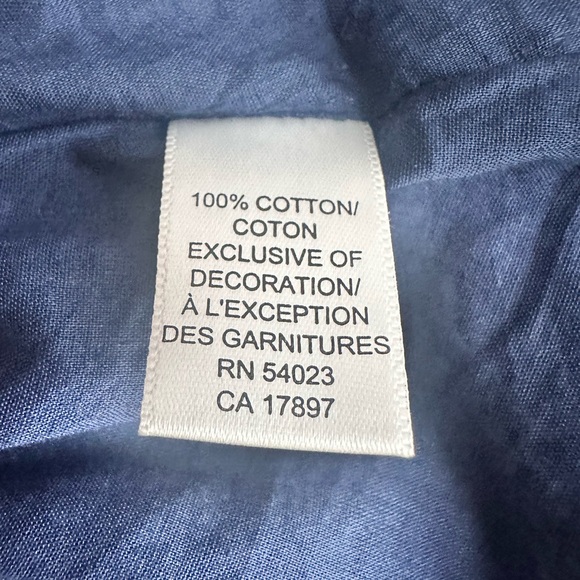 100% COTTON/
COTON
EXCLUSIVE OF
DECORATION/
À L'EXCEPTION
DES GARNITURES
RN 54023
CA 17897